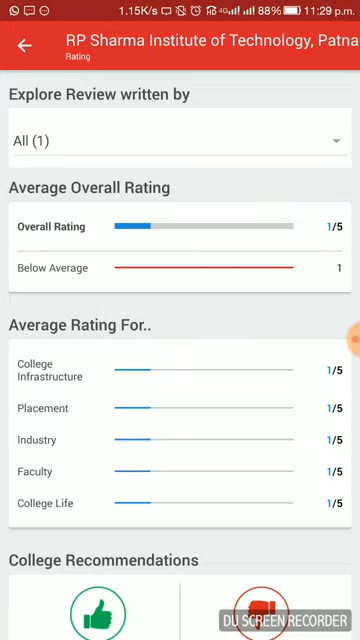 1.15K/s 4G 88% 11:29 p.m.
RP Sharma Institute of Technology, Patna
Rating
Explore Review written by
All (1)
Average Overall Rating
Overall Rating 1/5
Below Average 1
Average Rating For..
College
Infrastructure 1/5
Placement 1/5
Industry 1/5
Faculty 1/5
College Life 1/5
College Recommendations
DU SCREEN RECORDER